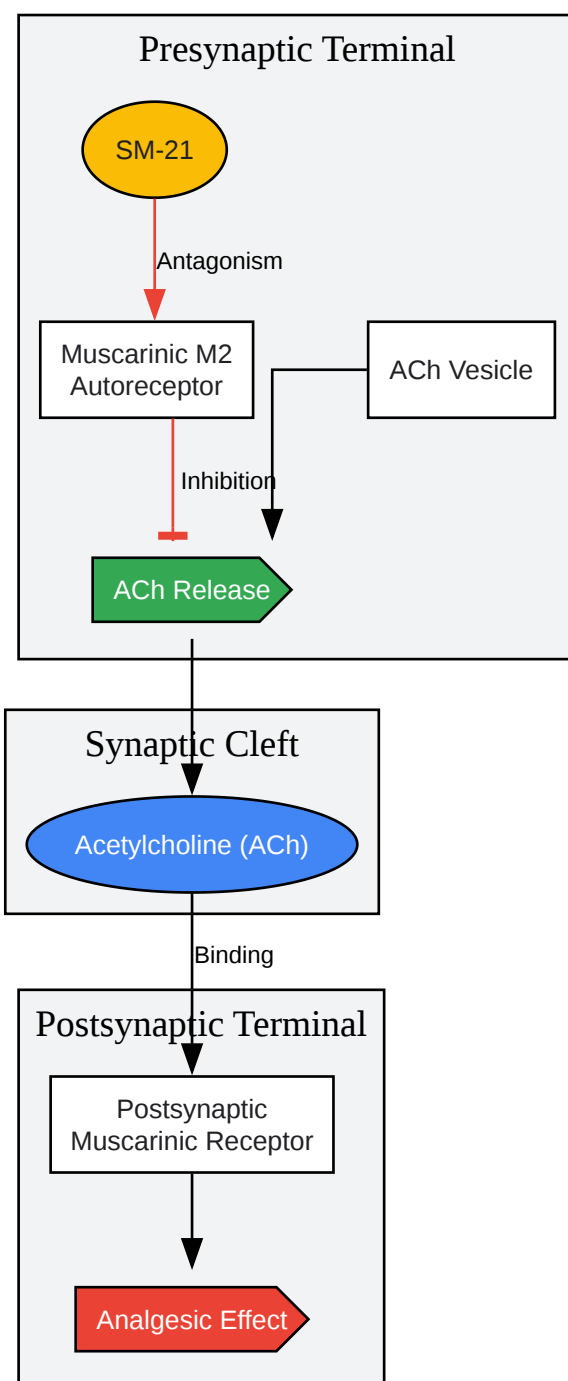 Presynaptic Terminal
SM-21
Antagonism
Muscarinic M2
Autoreceptor
ACh Vesicle
Inhibition
ACh Release
Synaptic Cleft
Acetylcholine (ACh)
Binding
Postsynaptic Terminal
Postsynaptic
Muscarinic Receptor
Analgesic Effect